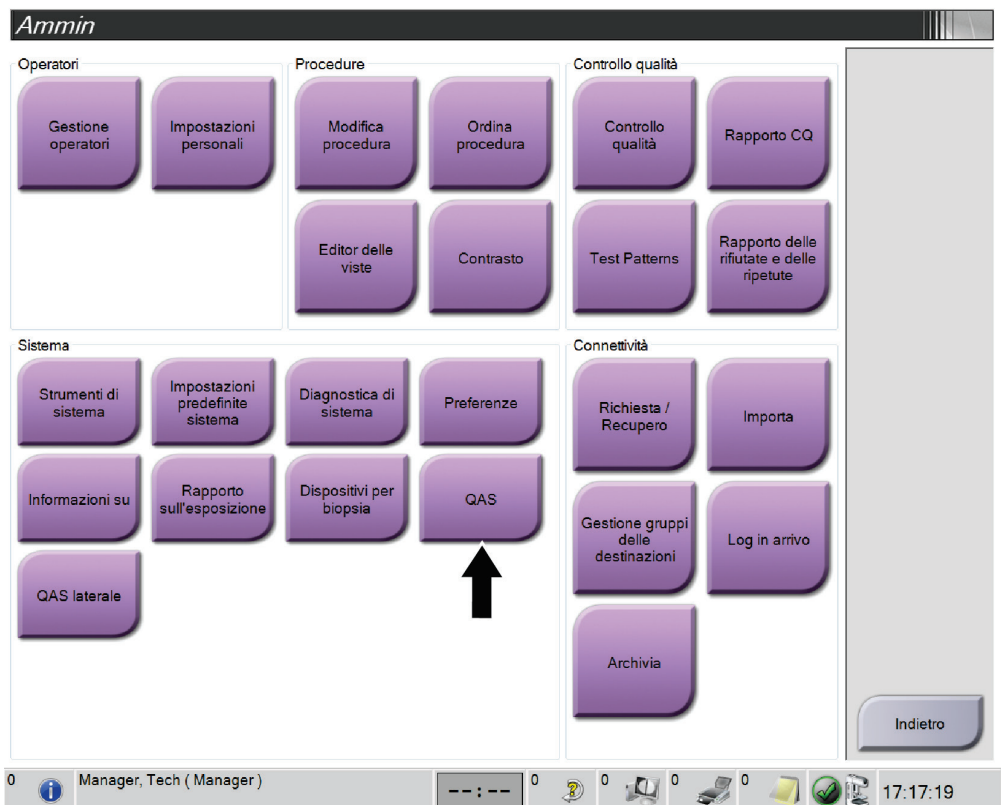 Ammin
Operatori
Gestione
operatori
Impostazioni
personali
Procedure
Modifica
procedura
Ordina
procedura
Editor delle
viste
Contrasto
Controllo qualità
Controllo
qualità
Rapporto CQ
Test Patterns
Rapporto delle
rifiutate e delle
ripetute
Sistema
Strumenti di
sistema
Impostazioni
predefinite
sistema
Diagnostica di
sistema
Preferenze
Informazioni su
Rapporto
sull'esposizione
Dispositivi per
biopsia
QAS
QAS laterale
Connettività
Richiesta /
Recupero
Importa
Gestione gruppi
delle
destinazioni
Log in arrivo
Archivia
Indietro
0 Manager, Tech ( Manager ) --:-- 0 0 0 0 17:17:19